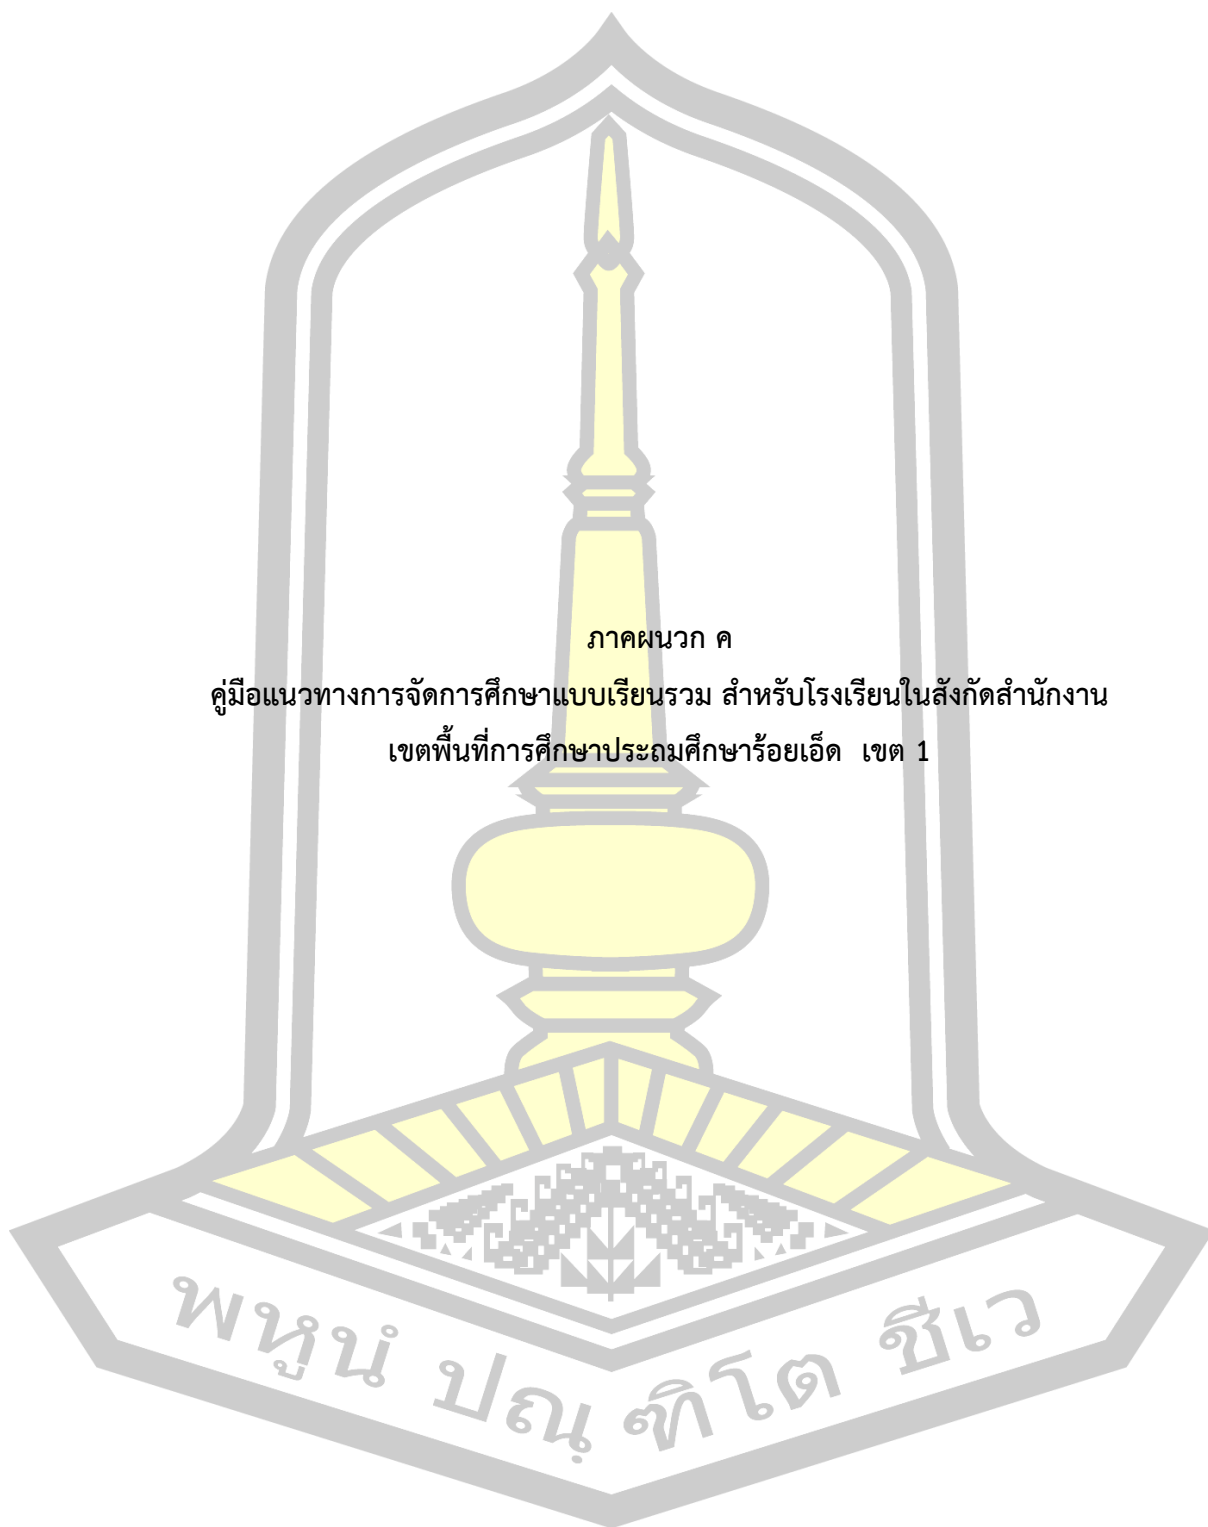 ภาคผนวก ค
คู่มือแนวทางการจัดการศึกษาแบบเรียนรวม สำหรับโรงเรียนในสังกัดสำนักงาน
เขตพื้นที่การศึกษาประถมศึกษาร้อยเอ็ด เขต 1
พหูนํ ปณฺฑิโต ชีเว